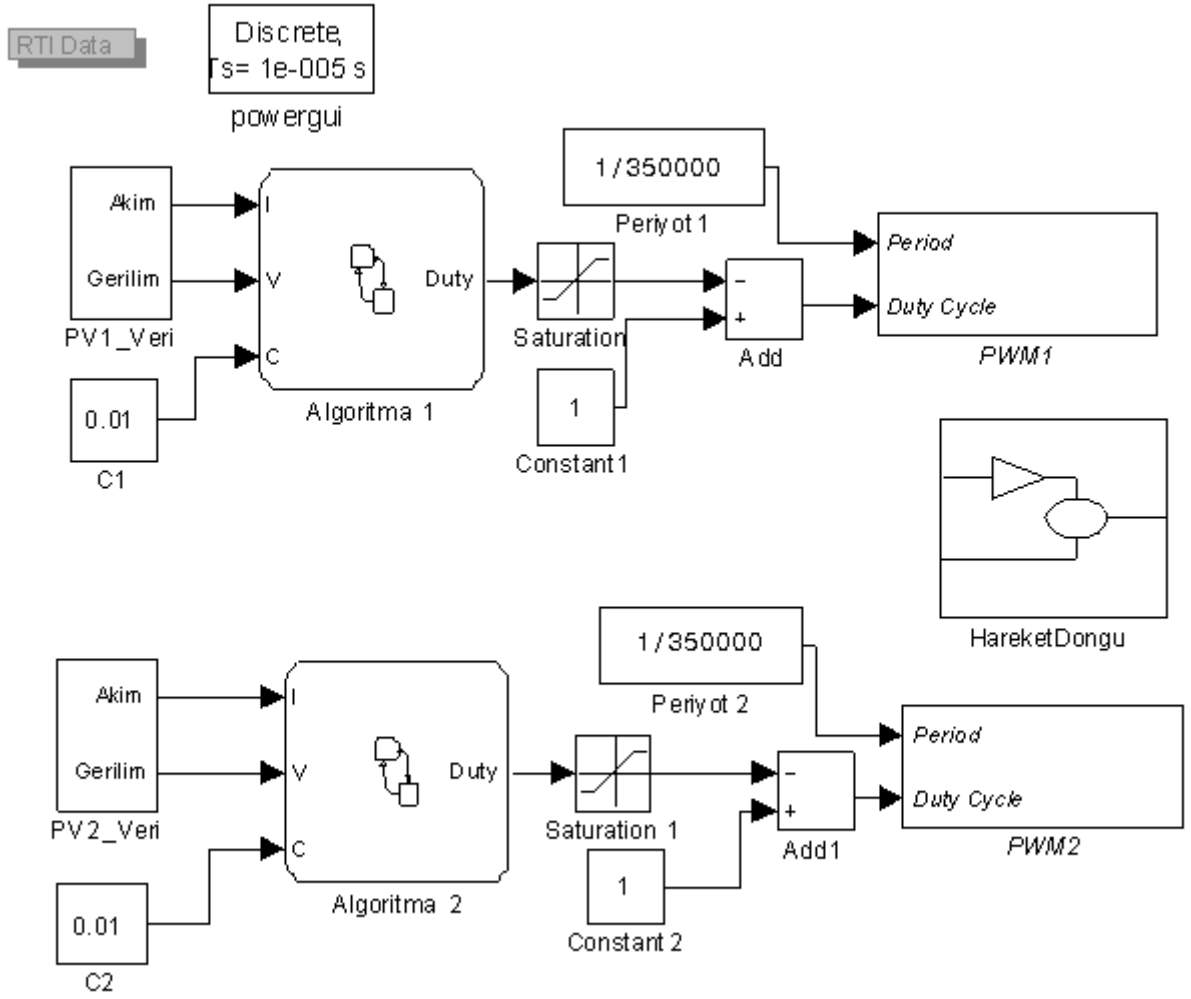 RTI Data
Discrete,
Ts= 1e-005 s
powergui
Akim
Gerilim
PV1_Veri
0.01
C1
I
V
C
Duty
Algoritma 1
Saturation
1/350000
Periyot 1
1
Constant1
-
+
Add
Period
Duty Cycle
PWM1
HareketDongu
Akim
Gerilim
PV2_Veri
0.01
C2
I
V
C
Duty
Algoritma 2
Saturation 1
1/350000
Periyot 2
1
Constant 2
-
+
Add1
Period
Duty Cycle
PWM2